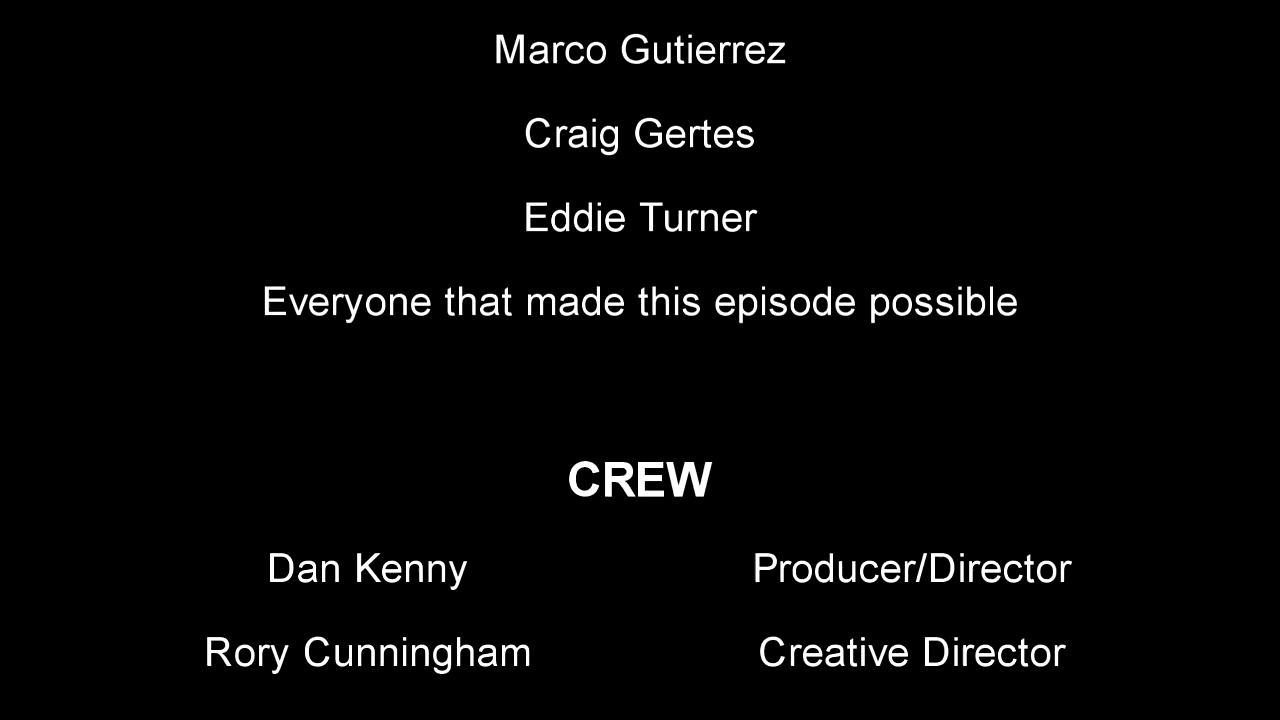 Marco Gutierrez
Craig Gertes
Eddie Turner
Everyone that made this episode possible
CREW
Dan Kenny Producer/Director
Rory Cunningham Creative Director